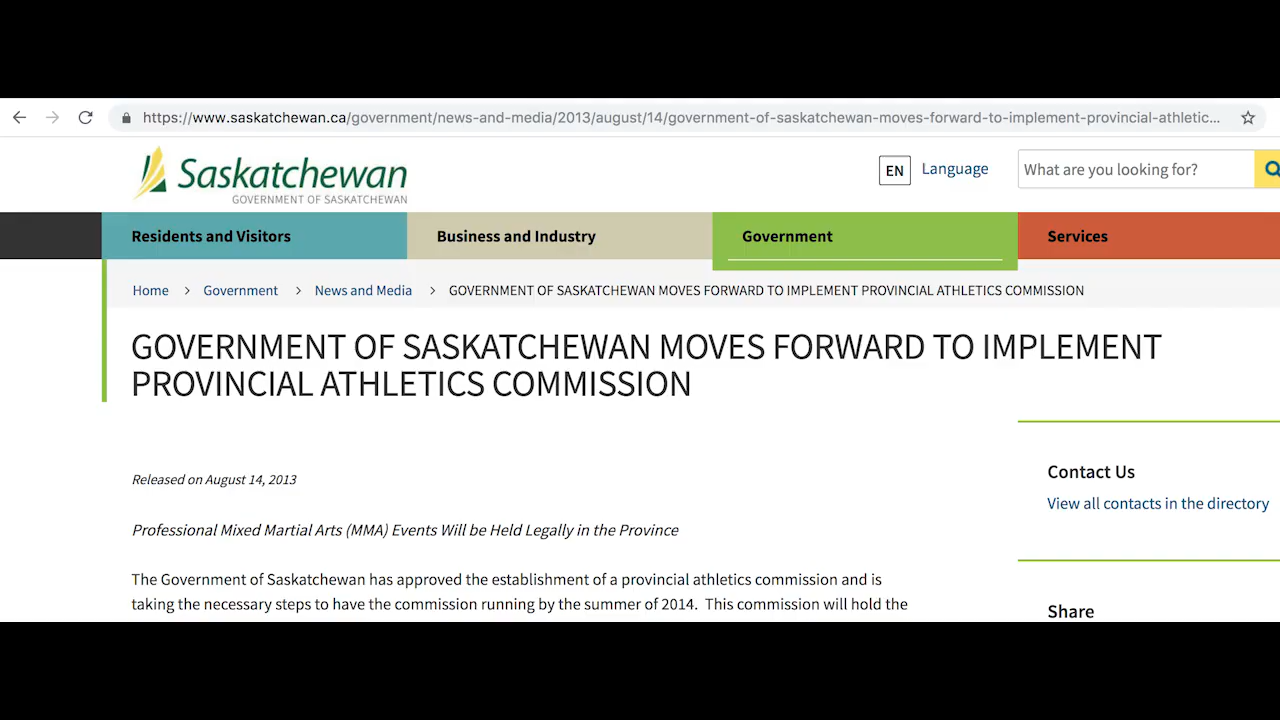 https://www.saskatchewan.ca/government/news-and-media/2013/august/14/government-of-saskatchewan-moves-forward-to-implement-provincial-athletic...
Saskatchewan
GOVERNMENT OF SASKATCHEWAN
EN Language
What are you looking for?
Residents and Visitors
Business and Industry
Government
Services
Home > Government > News and Media > GOVERNMENT OF SASKATCHEWAN MOVES FORWARD TO IMPLEMENT PROVINCIAL ATHLETICS COMMISSION
GOVERNMENT OF SASKATCHEWAN MOVES FORWARD TO IMPLEMENT
PROVINCIAL ATHLETICS COMMISSION
Released on August 14, 2013
Professional Mixed Martial Arts (MMA) Events Will be Held Legally in the Province
The Government of Saskatchewan has approved the establishment of a provincial athletics commission and is
taking the necessary steps to have the commission running by the summer of 2014.  This commission will hold the
Contact Us
View all contacts in the directory
Share